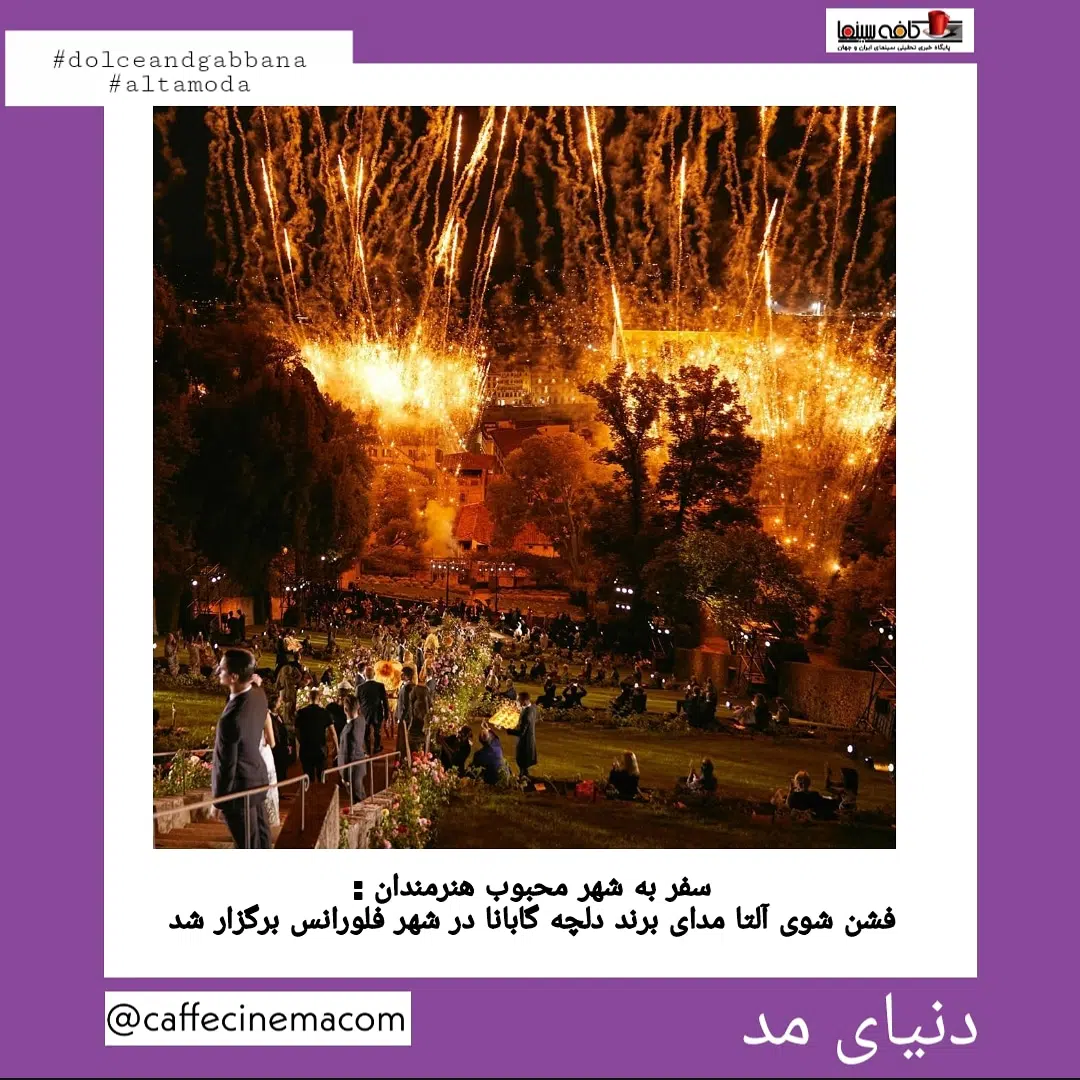 #dolceandgabbana
#altamoda
کافه سینما
پایگاه خبری تحلیلی سینمای ایران و جهان
سفر به شهر محبوب هنرمندان :
فشن شوی آلتا مدای برند دلچه گابانا در شهر فلورانس برگزار شد
@caffecinemacom
دنیای مد